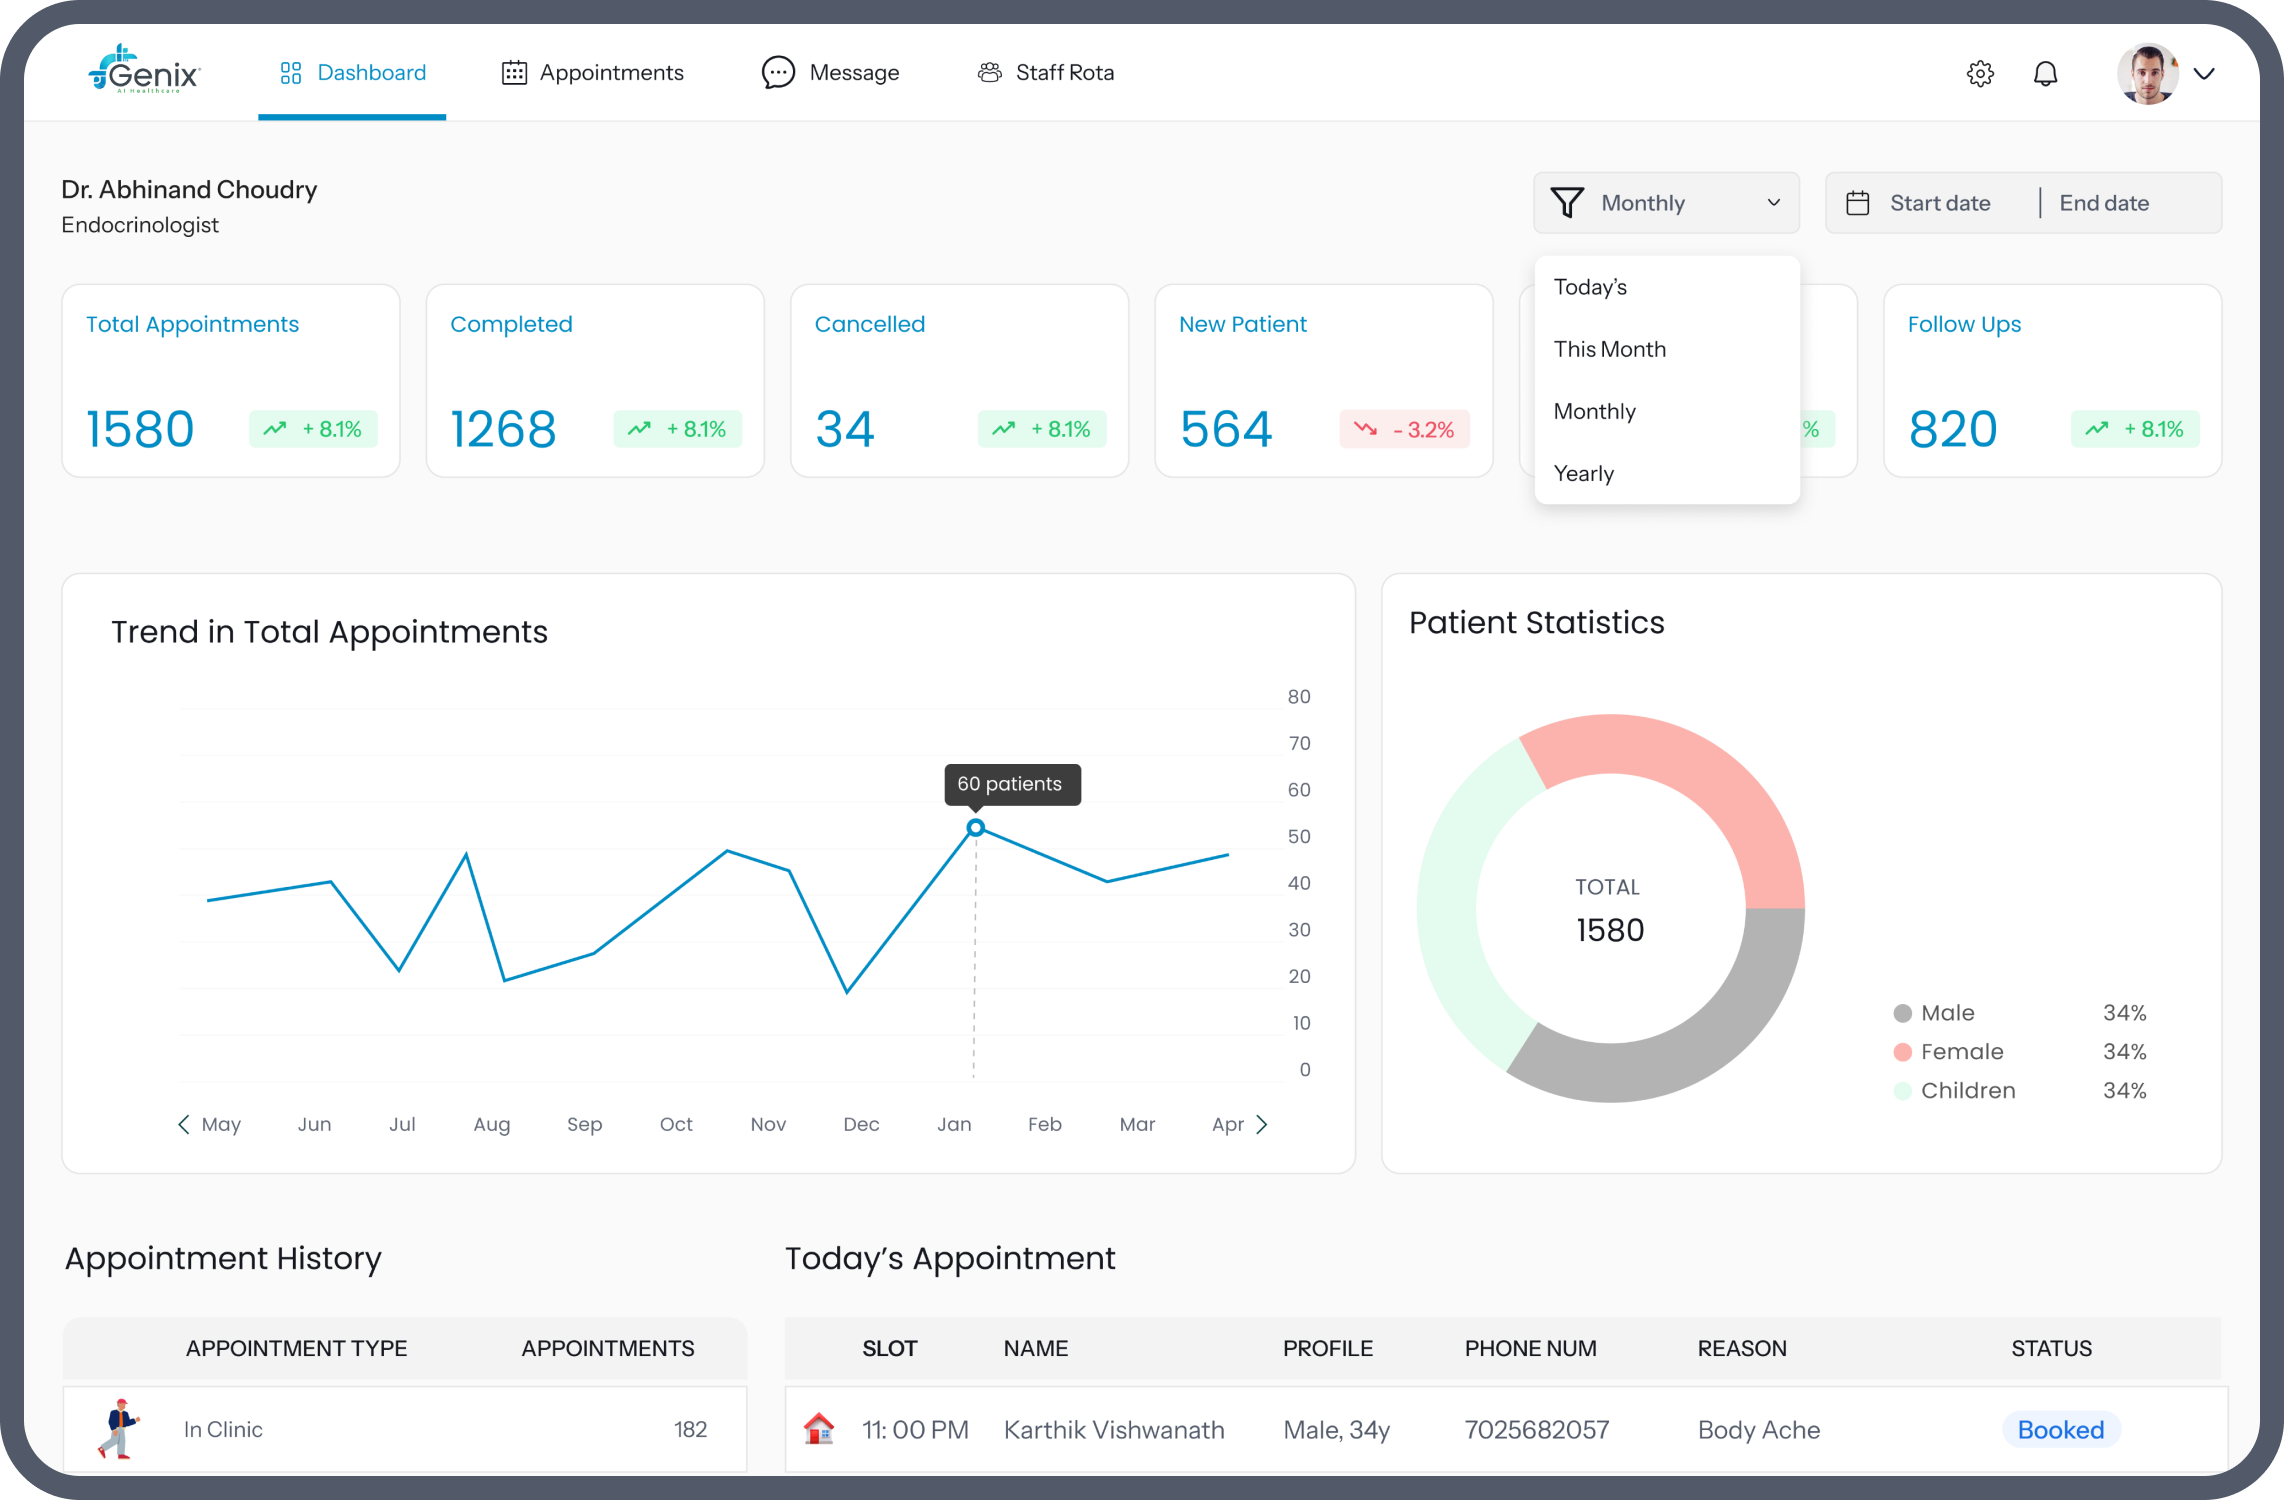 Genix
AI Healthcare
Dashboard
Appointments
Message
Staff Rota
Dr. Abhinand Choudry
Endocrinologist
Monthly
Start date | End date
Today's
This Month
Monthly
Yearly
Total Appointments
1580
+ 8.1%
Completed
1268
+ 8.1%
Cancelled
34
+ 8.1%
New Patient
564
- 3.2%
%
Follow Ups
820
+ 8.1%
Trend in Total Appointments
80
70
60
50
40
30
20
10
0
60 patients
May Jun Jul Aug Sep Oct Nov Dec Jan Feb Mar Apr
Patient Statistics
TOTAL
1580
Male 34%
Female 34%
Children 34%
Appointment History
APPOINTMENT TYPE APPOINTMENTS
In Clinic 182
Today's Appointment
SLOT NAME PROFILE PHONE NUM REASON STATUS
11: 00 PM Karthik Vishwanath Male, 34y 7025682057 Body Ache Booked